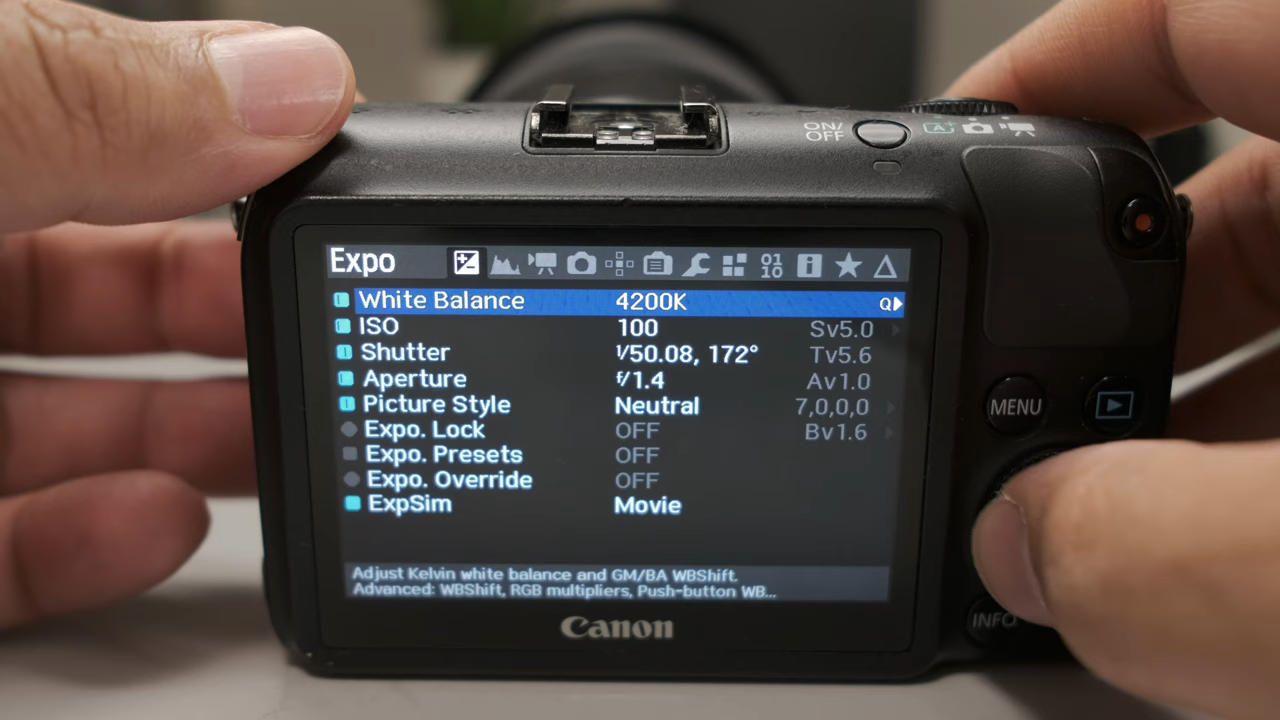 ON/
OFF
A
Expo
01
10
White Balance 4200K Q
ISO 100 Sv5.0
Shutter 1/50.08, 172° Tv5.6
Aperture f/1.4 Av1.0
Picture Style Neutral 7,0,0,0
Expo. Lock OFF Bv1.6
Expo. Presets OFF
Expo. Override OFF
ExpSim Movie
MENU
Adjust Kelvin white balance and GM/BA WBShift.
Advanced: WBShift, RGB multipliers, Push-button WB...
INFO
Canon